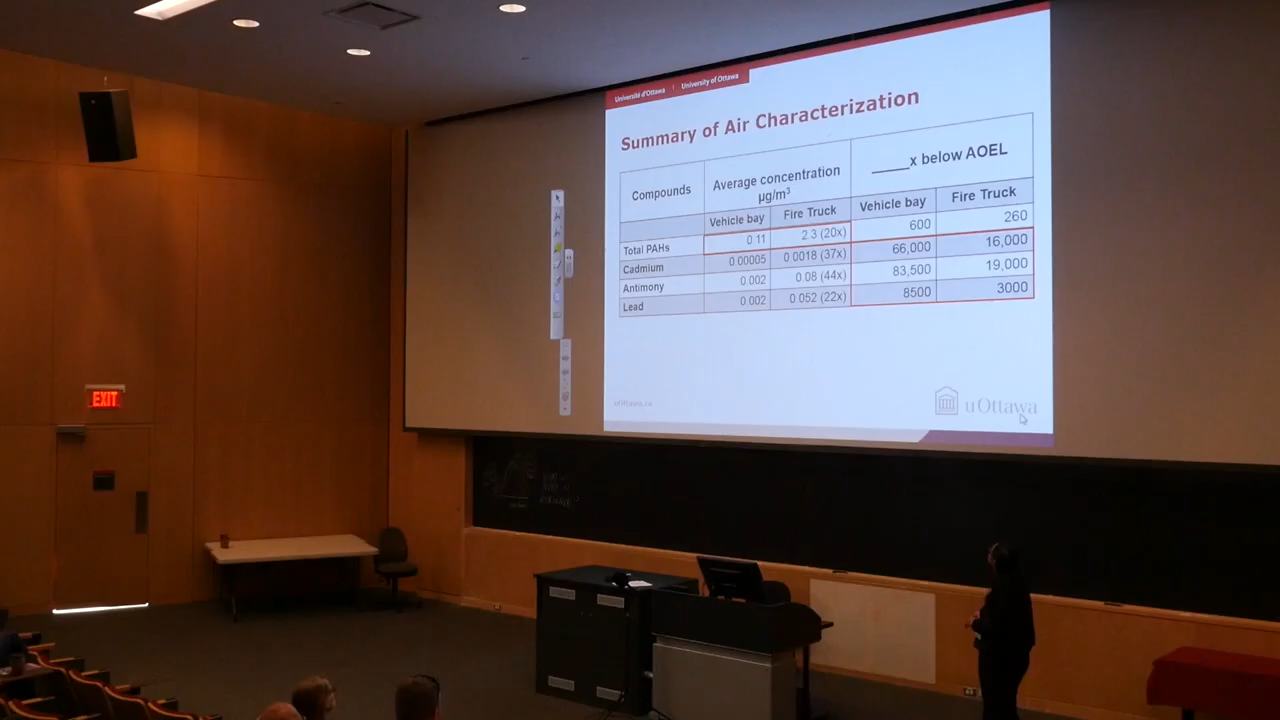 Université d'Ottawa | University of Ottawa
Summary of Air Characterization
Compounds Average concentration µg/m³ ____x below AOEL
Vehicle bay Fire Truck Vehicle bay Fire Truck
Total PAHs 0.11 2.3 (20x) 600 260
Cadmium 0.00005 0.0018 (37x) 66,000 16,000
Antimony 0.002 0.08 (44x) 83,500 19,000
Lead 0.002 0.052 (22x) 8500 3000
uOttawa.ca
uOttawa
EXIT